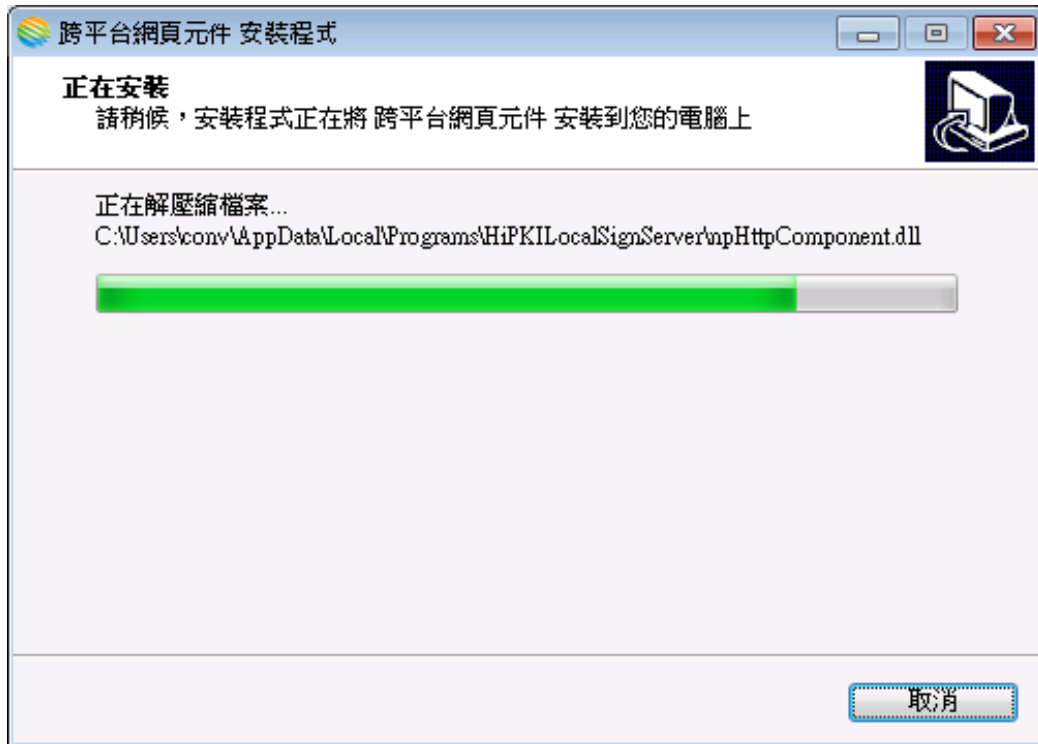 跨平台網頁元件 安裝程式
正在安裝
請稍候，安裝程式正在將 跨平台網頁元件 安裝到您的電腦上
正在解壓縮檔案...
C:\Users\conv\AppData\Local\Programs\HiPKILocalSignServer\npHttpComponent.dll
取消